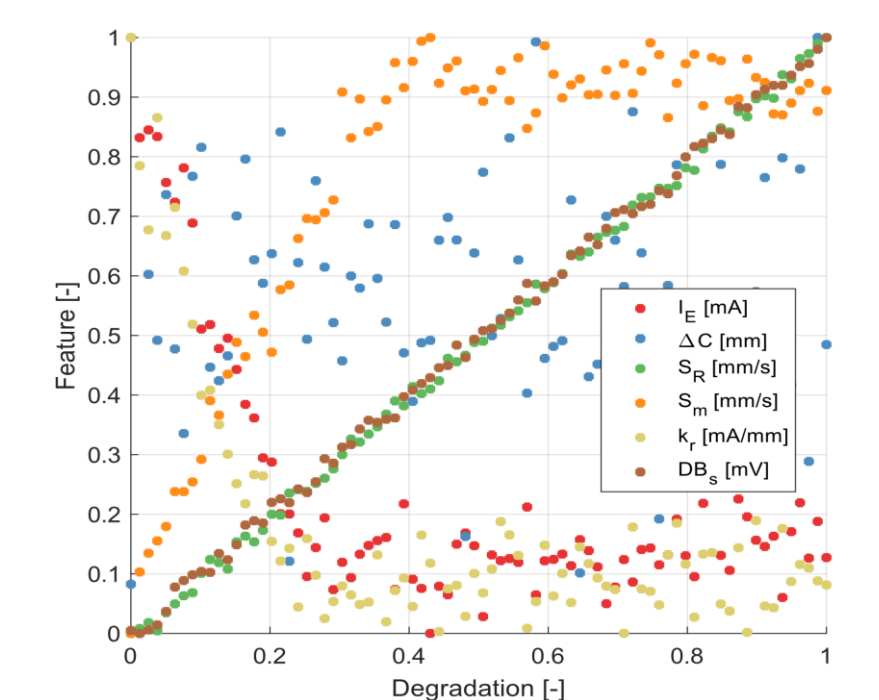 1
0.9
0.8
0.7
0.6
0.5
0.4
0.3
0.2
0.1
0
Feature [-]
I_E [mA]
ΔC [mm]
S_R [mm/s]
S_m [mm/s]
k_r [mA/mm]
DB_s [mV]
0 0.2 0.4 0.6 0.8 1
Degradation [-]